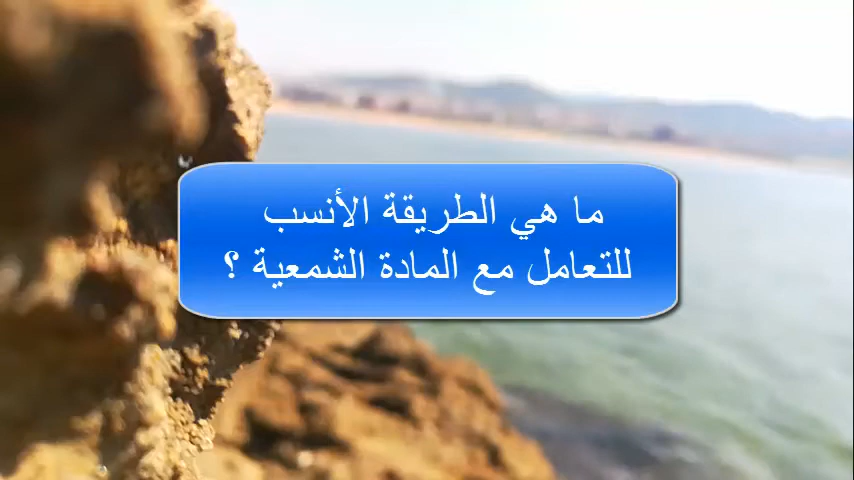 ما هي الطريقة الأنسب
للتعامل مع المادة الشمعية ؟